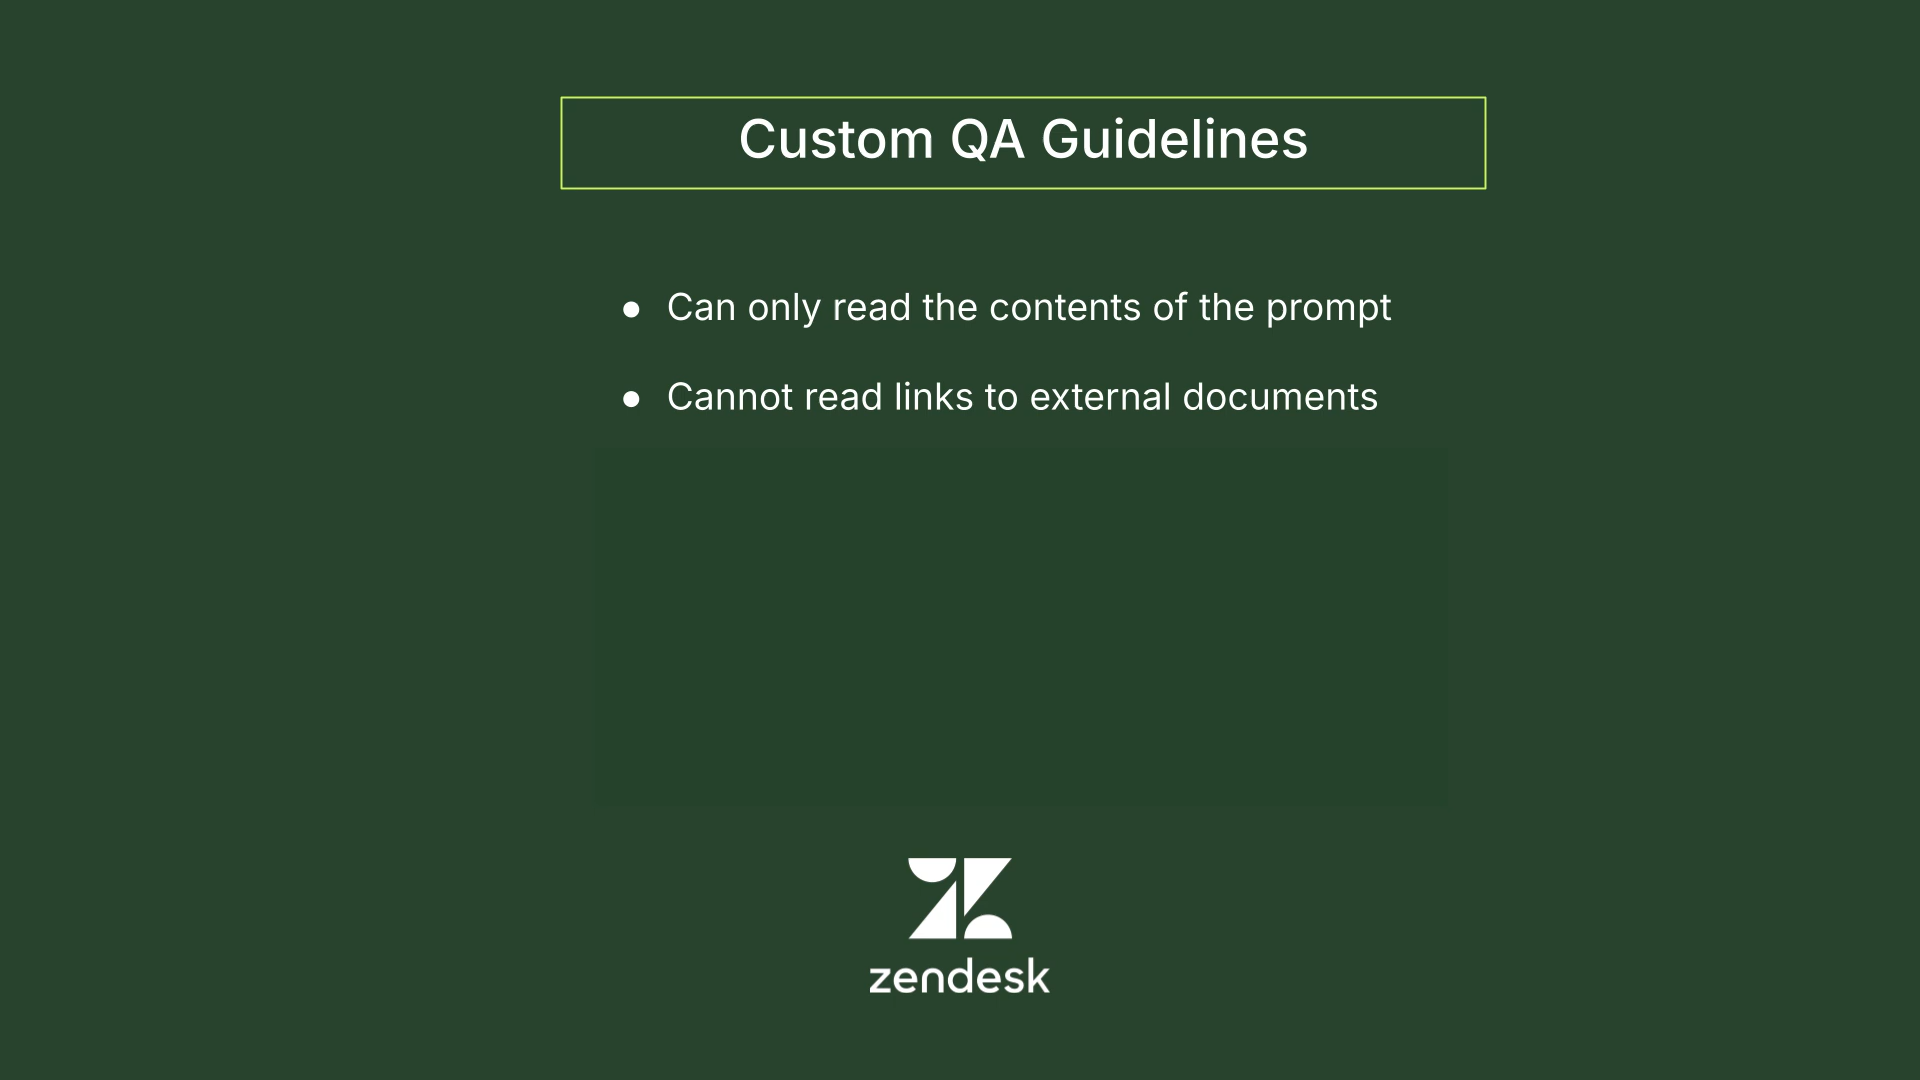 Custom QA Guidelines
● Can only read the contents of the prompt
● Cannot read links to external documents
zendesk